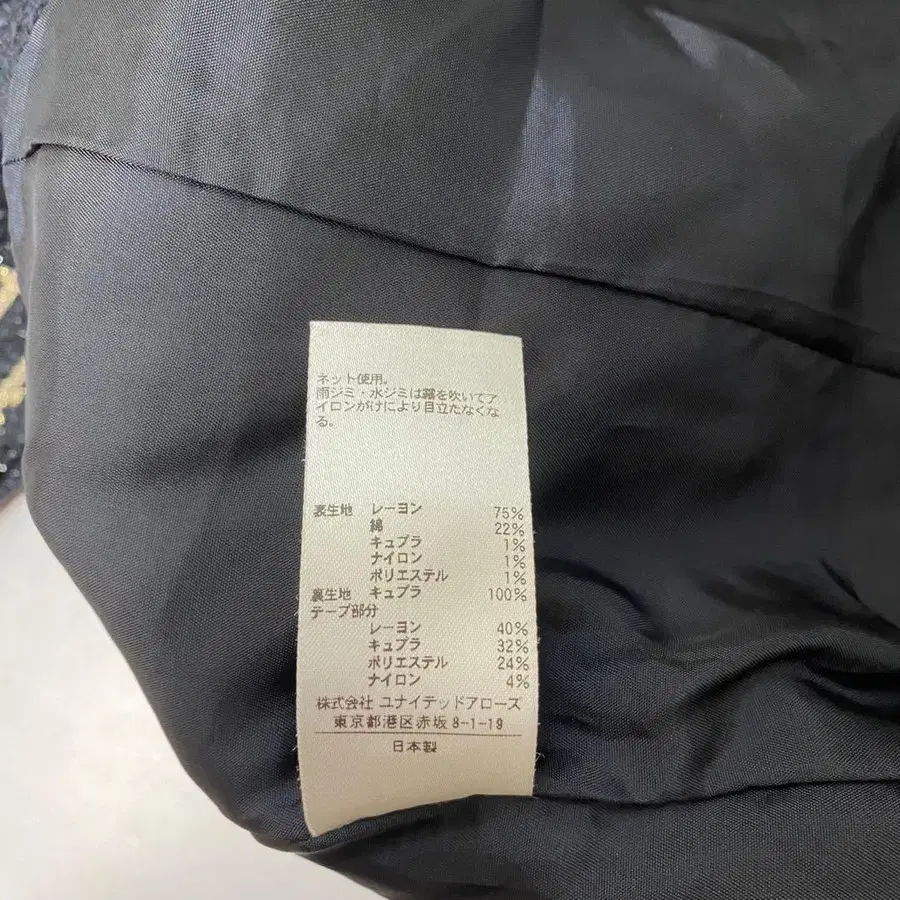 ネット使用。
雨ジミ・水ジミは霧を吹いてア
イロンがけにより目立たなくな
る。
表生地 レーヨン 75%
綿 22%
キュプラ 1%
ナイロン 1%
ポリエステル 1%
裏生地 キュプラ 100%
テープ部分
レーヨン 40%
キュプラ 32%
ポリエステル 24%
ナイロン 4%
株式会社 ユナイテッドアローズ
東京都港区赤坂 8-1-19
日本製